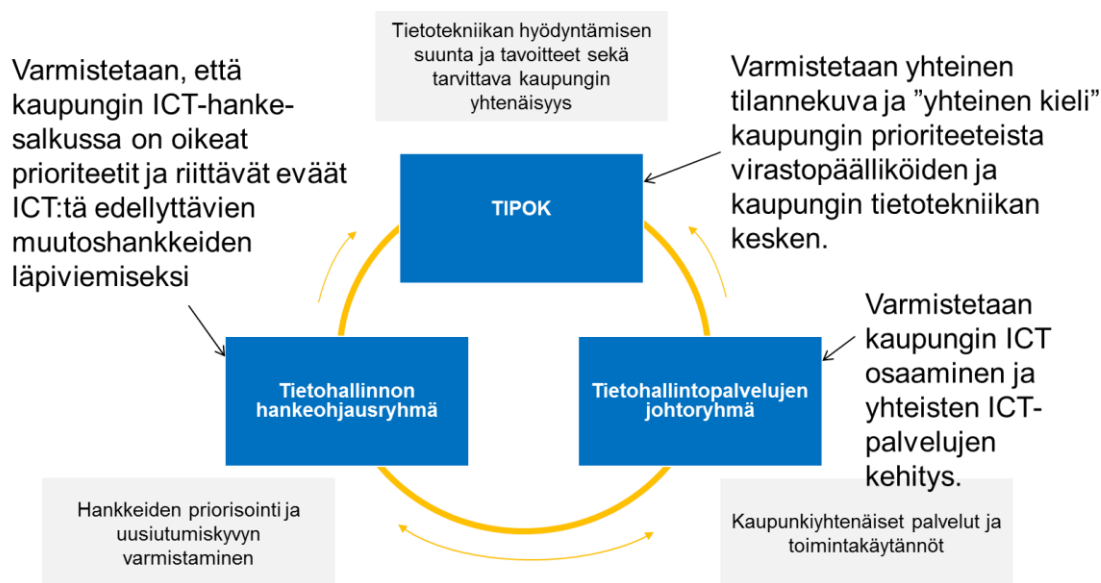 Tietotekniikan hyödyntämisen
suunta ja tavoitteet sekä
tarvittava kaupungin
yhtenäisyys
Varmistetaan, että
kaupungin ICT-hanke-
salkussa on oikeat
prioriteetit ja riittävät eväät
ICT:tä edellyttävien
muutoshankkeiden
läpiviemiseksi
Varmistetaan yhteinen
tilannekuva ja ”yhteinen kieli”
kaupungin prioriteeteista
virastopäälliköiden ja
kaupungin tietotekniikan
kesken.
TIPOK
Varmistetaan
kaupungin ICT
osaaminen ja
yhteisten ICT-
palvelujen
kehitys.
Tietohallinnon
hankeohjausryhmä
Tietohallintopalvelujen
johtoryhmä
Hankkeiden priorisointi ja
uusiutumiskyvyn
varmistaminen
Kaupunkiyhtenäiset palvelut ja
toimintakäytännöt